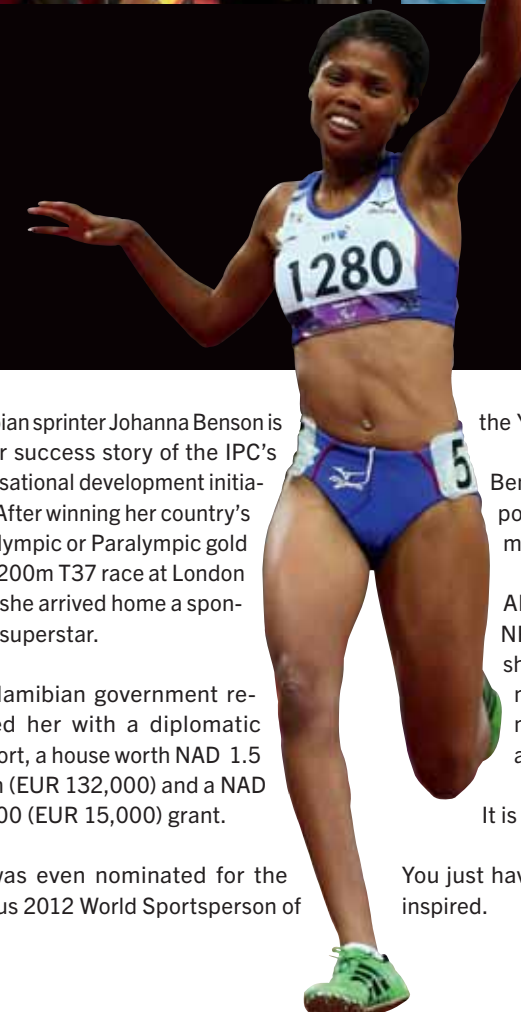 1280
5
bian sprinter Johanna Benson is
r success story of the IPC's
sational development initia-
After winning her country's
lympic or Paralympic gold
200m T37 race at London
she arrived home a spon-
superstar.
Namibian government re-
ed her with a diplomatic
ort, a house worth NAD 1.5
n (EUR 132,000) and a NAD
00 (EUR 15,000) grant.
was even nominated for the
us 2012 World Sportsperson of
the Y
Ber
po
m
Al
NI
sh
r
r
a
It is
You just hav
inspired.